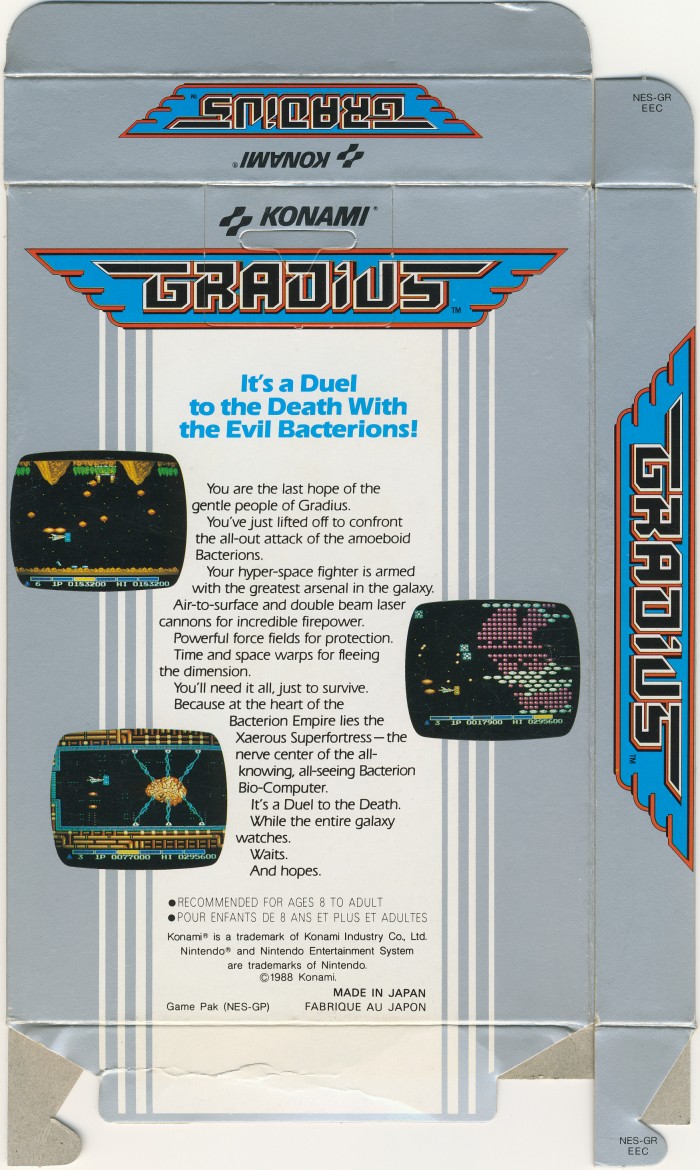 GRADIUS
TM
KONAMI®
NES-GR
EEC
KONAMI®
GRADIUS
TM
It's a Duel
to the Death With
the Evil Bacterions!
You are the last hope of the
gentle people of Gradius.
You've just lifted off to confront
the all-out attack of the amoeboid
Bacterions.
Your hyper-space fighter is armed
with the greatest arsenal in the galaxy.
Air-to-surface and double beam laser
cannons for incredible firepower.
Powerful force fields for protection.
Time and space warps for fleeing
the dimension.
You'll need it all, just to survive.
Because at the heart of the
Bacterion Empire lies the
Xaerous Superfortress—the
nerve center of the all-
knowing, all-seeing Bacterion
Bio-Computer.
It's a Duel to the Death.
While the entire galaxy
watches.
Waits.
And hopes.
6 1P 0183200 HI 0183200
3 1P 0017900 HI 0295600
3 1P 0077000 HI 0295600
●RECOMMENDED FOR AGES 8 TO ADULT
●POUR ENFANTS DE 8 ANS ET PLUS ET ADULTES
Konami® is a trademark of Konami Industry Co., Ltd.
Nintendo® and Nintendo Entertainment System
are trademarks of Nintendo.
©1988 Konami.
MADE IN JAPAN
Game Pak (NES-GP) FABRIQUE AU JAPON
GRADIUS
TM
NES-GR
EEC